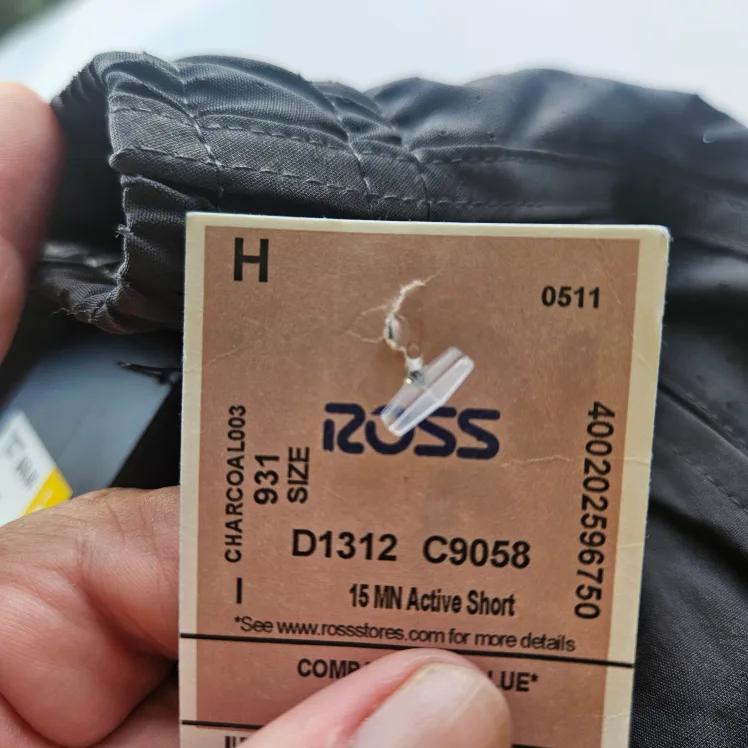 H
0511
ROSS
CHARCOAL003
931
SIZE
400202596750
D1312 C9058
I
15 MN Active Short
*See www.rossstores.com for more details